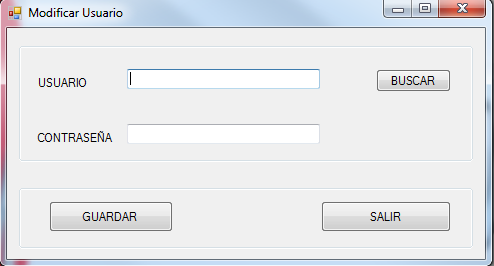 Modificar Usuario
USUARIO
BUSCAR
CONTRASEÑA
GUARDAR
SALIR